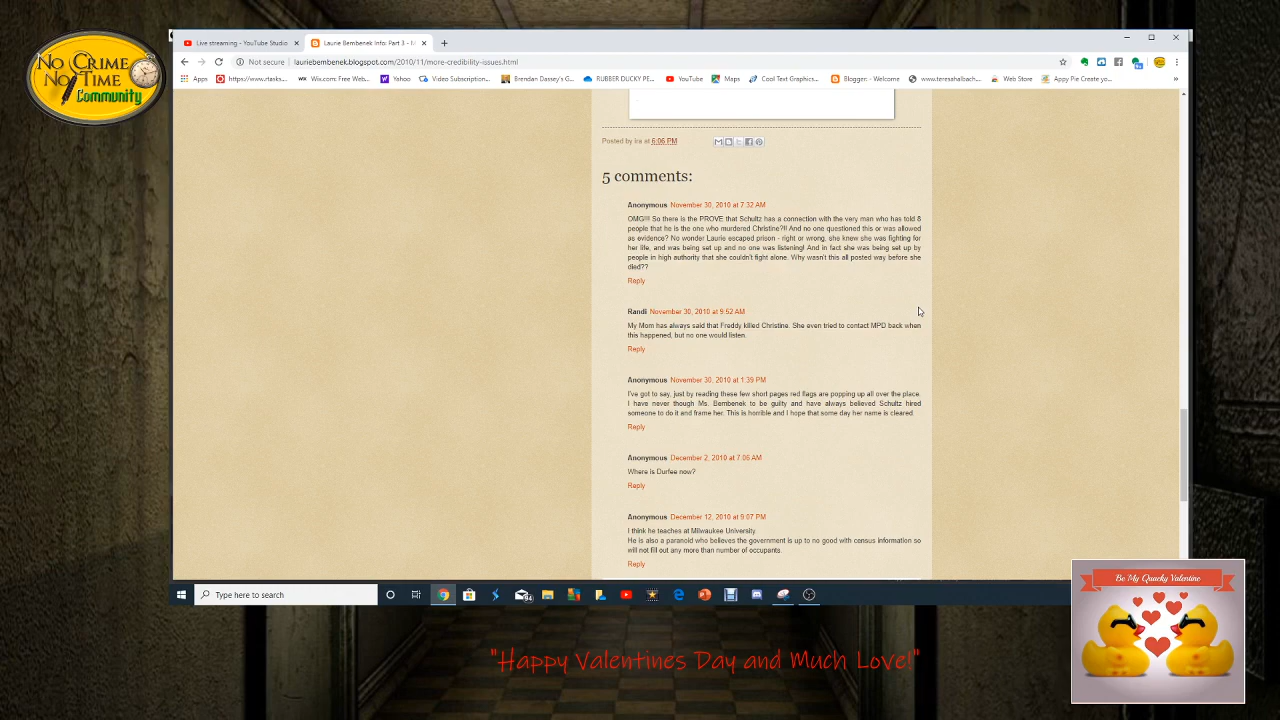 NO CRIME
NO TIME
Community
Live streaming - YouTube Studio
Laurie Bembenek Info: Part 3 - M
Not secure
lauriebembenek.blogspot.com/2010/11/more-credibility-issues.html
Apps
https://www.rtasks...
Wix.com: Free Web...
Yahoo
Video Subscription...
Brendan Dassey's G...
RUBBER DUCKY PE...
YouTube
Maps
Cool Text Graphics...
Blogger: - Welcome
www.teresahalbach...
Web Store
Appy Pie Create yo...
Posted by ira at 6:06 PM
5 comments:
Anonymous November 30, 2010 at 7:32 AM
OMG!!! So there is the PROVE that Schultz has a connection with the very man who has told 8
people that he is the one who murdered Christine?!! And no one questioned this or was allowed
as evidence? No wonder Laurie escaped prison - right or wrong, she knew she was fighting for
her life, and was being set up and no one was listening! And in fact she was being set up by
people in high authority that she couldn't fight alone. Why wasn't this all posted way before she
died??
Reply
Randi November 30, 2010 at 9:52 AM
My Mom has always said that Freddy killed Christine. She even tried to contact MPD back when
this happened, but no one would listen.
Reply
Anonymous November 30, 2010 at 1:39 PM
I've got to say, just by reading these few short pages red flags are popping up all over the place.
I have never though Ms. Bembenek to be guilty and have always believed Schultz hired
someone to do it and frame her. This is horrible and I hope that some day her name is cleared.
Reply
Anonymous December 2, 2010 at 7:06 AM
Where is Durfee now?
Reply
Anonymous December 12, 2010 at 9:07 PM
I think he teaches at Milwaukee University
He is also a paranoid who believes the government is up to no good with census information so
will not fill out any more than number of occupants.
Reply
Type here to search
Be My Quacky Valentine
"Happy Valentines Day and Much Love!"